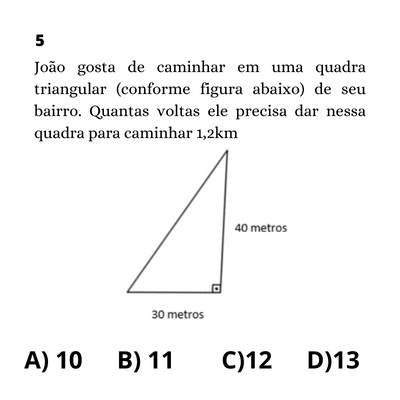 5
João gosta de caminhar em uma quadra
triangular (conforme figura abaixo) de seu
bairro. Quantas voltas ele precisa dar nessa
quadra para caminhar 1,2km
40 metros
30 metros
A) 10 B) 11 C)12 D)13